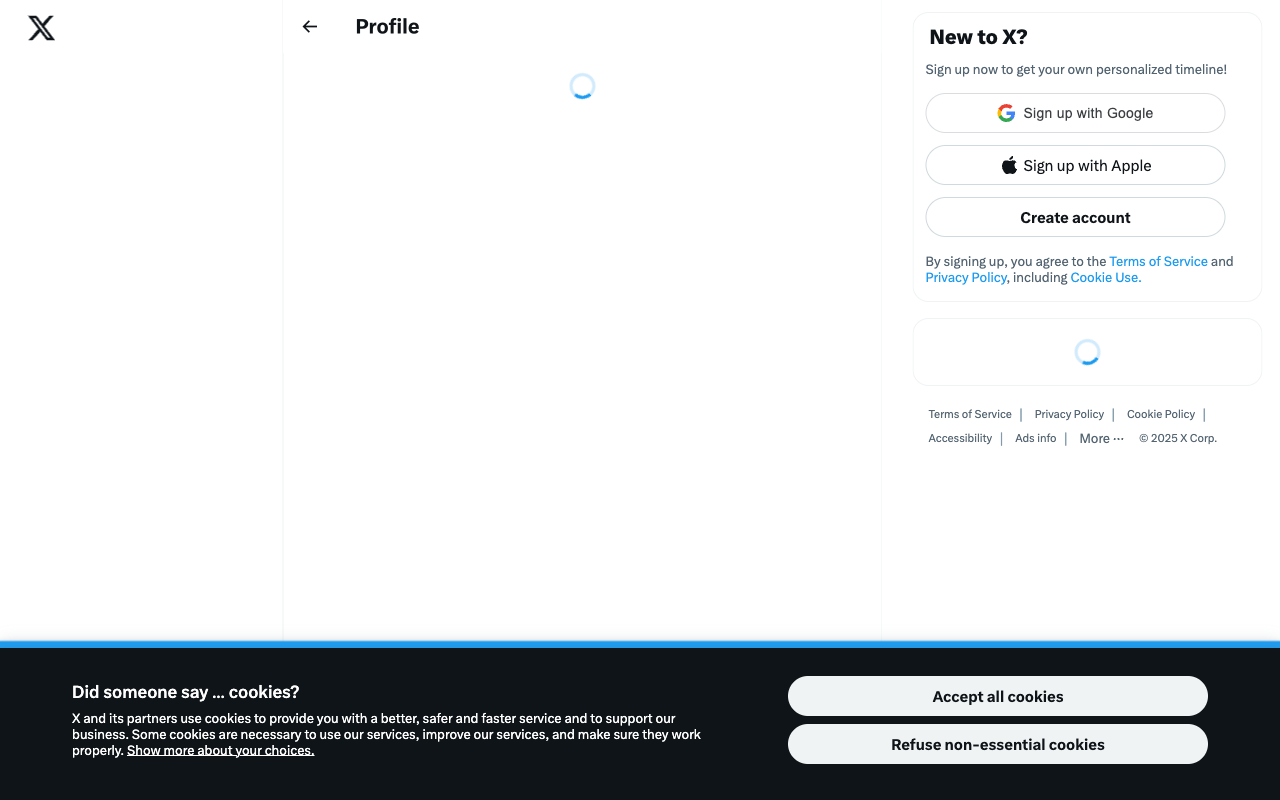 Profile
New to X?
Sign up now to get your own personalized timeline!
Sign up with Google
Sign up with Apple
Create account
By signing up, you agree to the Terms of Service and
Privacy Policy, including Cookie Use.
Terms of Service | Privacy Policy | Cookie Policy |
Accessibility | Ads info | More ··· © 2025 X Corp.
Did someone say … cookies?
X and its partners use cookies to provide you with a better, safer and faster service and to support our
business. Some cookies are necessary to use our services, improve our services, and make sure they work
properly. Show more about your choices.
Accept all cookies
Refuse non-essential cookies